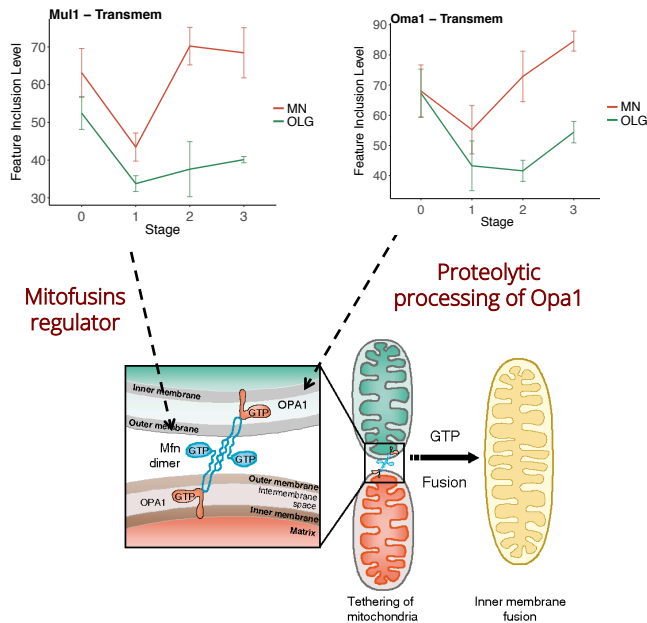 Mul1 – Transmem
Feature Inclusion Level
70
60
50
40
30
0 1 2 3
Stage
MN
OLG
Oma1 – Transmem
Feature Inclusion Level
90
80
70
60
50
40
0 1 2 3
Stage
MN
OLG
Mitofusins
regulator
Proteolytic
processing of Opa1
Inner membrane
OPA1
GTP
Outer membrane
Mfn
dimer
GTP
GTP
Outer membrane
Intermembrane
space
OPA1
GTP
Inner membrane
Matrix
GTP
Fusion
Tethering of
mitochondria
Inner membrane
fusion